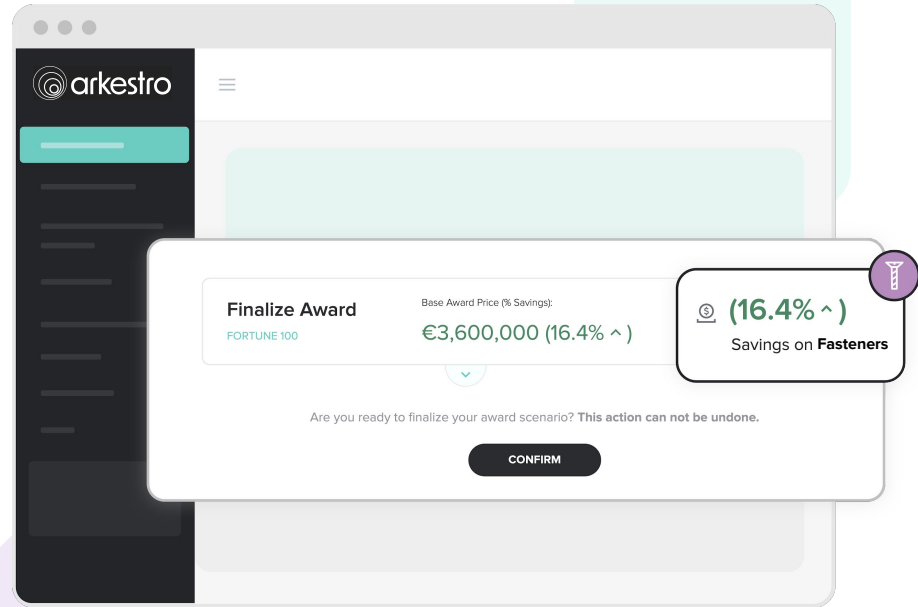 arkestro
Finalize Award
FORTUNE 100
Base Award Price (% Savings):
€3,600,000 (16.4% ^ )
$ (16.4% ^ )
Savings on Fasteners
Are you ready to finalize your award scenario? This action can not be undone.
CONFIRM